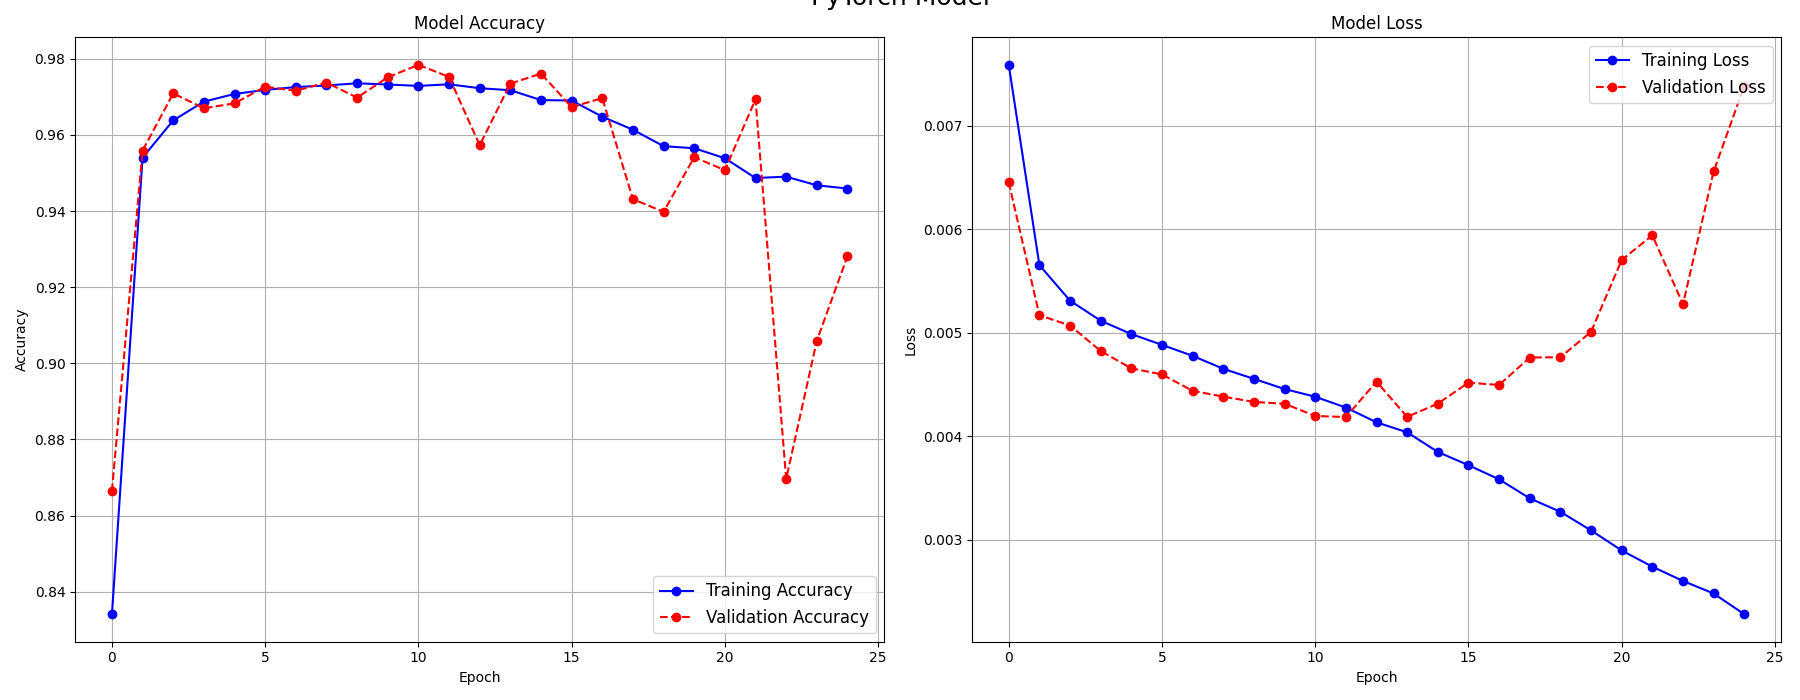 PyTorch Model
Model Accuracy
0.98
0.96
0.94
0.92
0.90
0.88
0.86
0.84
Accuracy
0
5
10
15
20
25
Epoch
Training Accuracy
Validation Accuracy
Model Loss
0.007
0.006
0.005
0.004
0.003
Loss
0
5
10
15
20
25
Epoch
Training Loss
Validation Loss